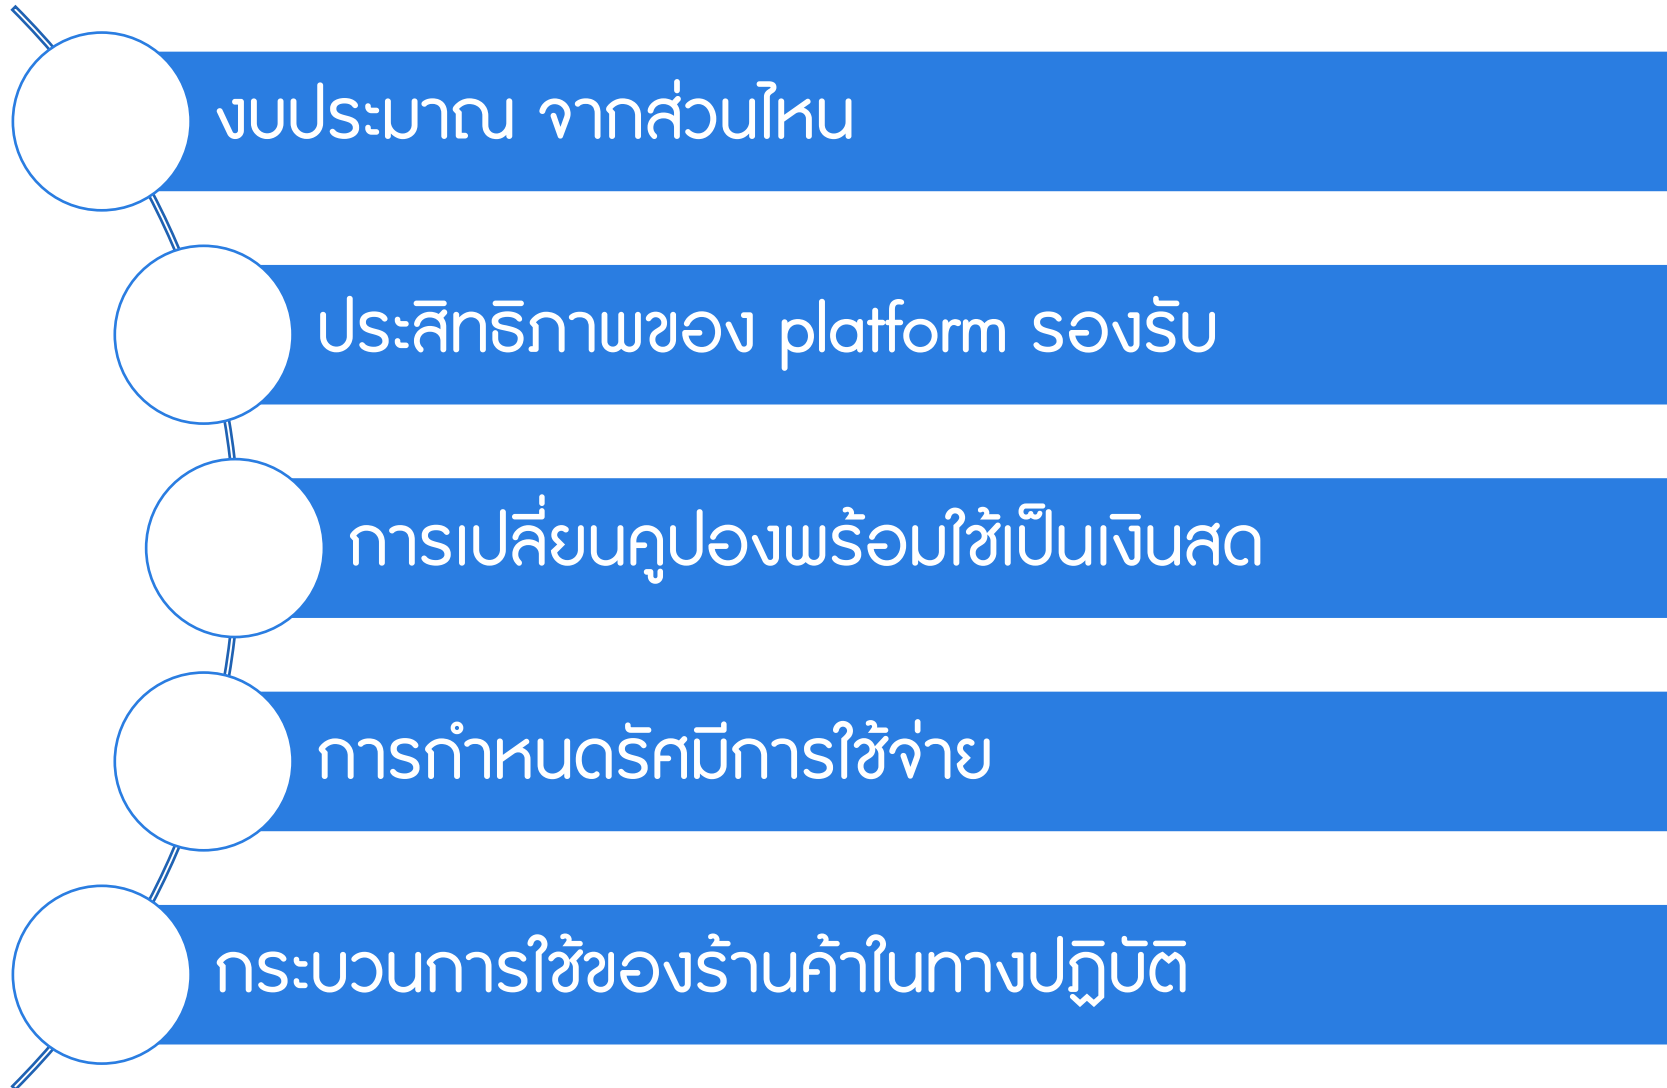 งบประมาณ จากส่วนไหน
ประสิทธิภาพของ platform รองรับ
การเปลี่ยนคูปองพร้อมใช้เป็นเงินสด
การกำหนดรัศมีการใช้จ่าย
กระบวนการใช้ของร้านค้าในทางปฏิบัติ